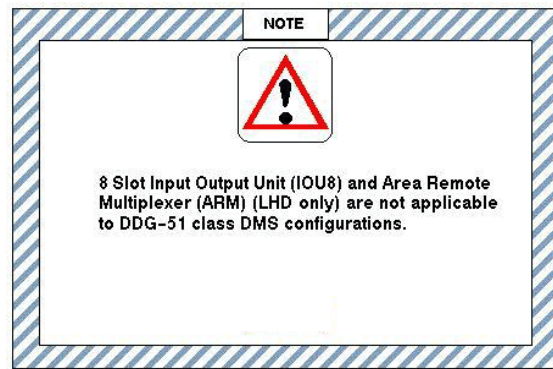 NOTE
8 Slot Input Output Unit (IOU8) and Area Remote
Multiplexer (ARM) (LHD only) are not applicable
to DDG-51 class DMS configurations.